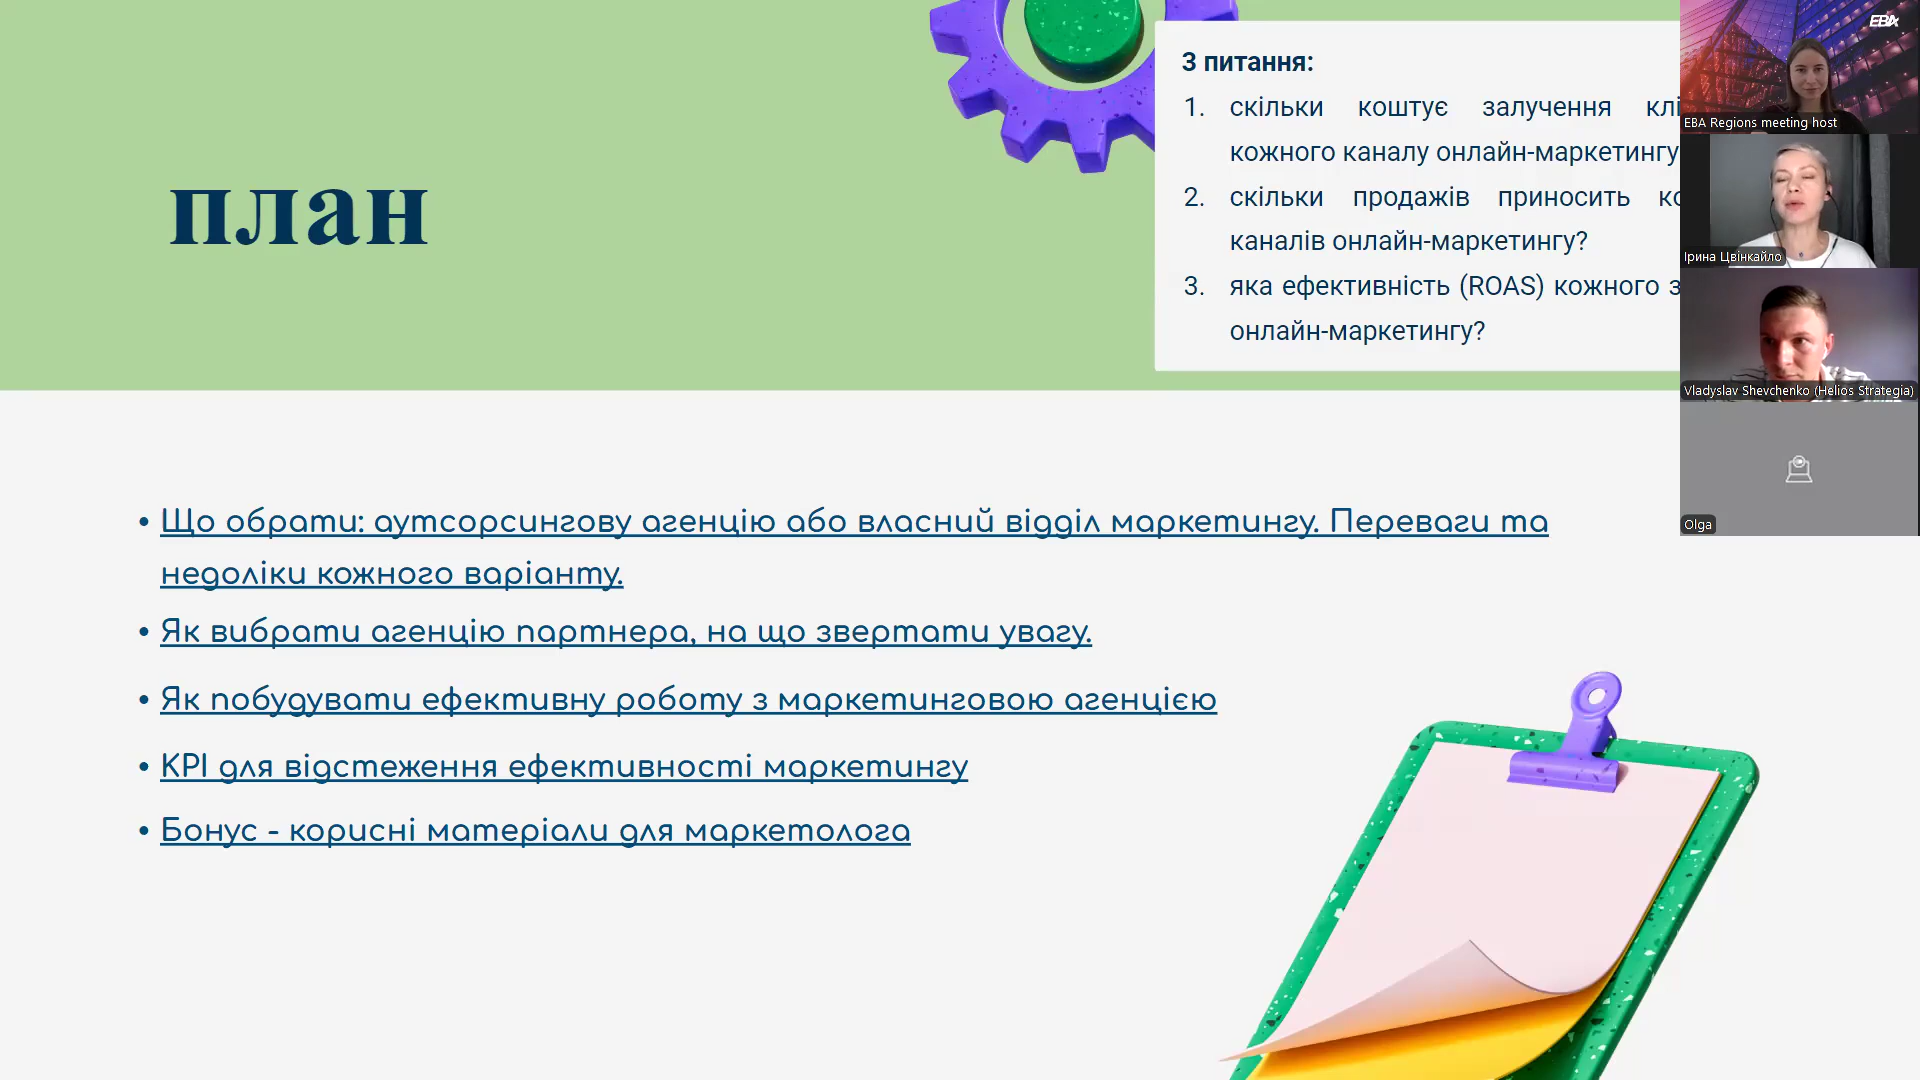 план
3 питання:
1. скільки коштує залучення
кожного каналу онлайн-маркетингу
2. скільки продажів приносить
каналів онлайн-маркетингу?
3. яка ефективність (ROAS) кожного з
онлайн-маркетингу?
EBA
EBA Regions meeting host
Ірина Цвінкайло
Vladyslav Shevchenko (Helios Strategia)
Olga
• Що обрати: аутсорсингову агенцію або власний відділ маркетингу. Переваги та
недоліки кожного варіанту.
• Як вибрати агенцію партнера, на що звертати увагу.
• Як побудувати ефективну роботу з маркетинговою агенцією
• KPI для відстеження ефективності маркетингу
• Бонус - корисні матеріали для маркетолога